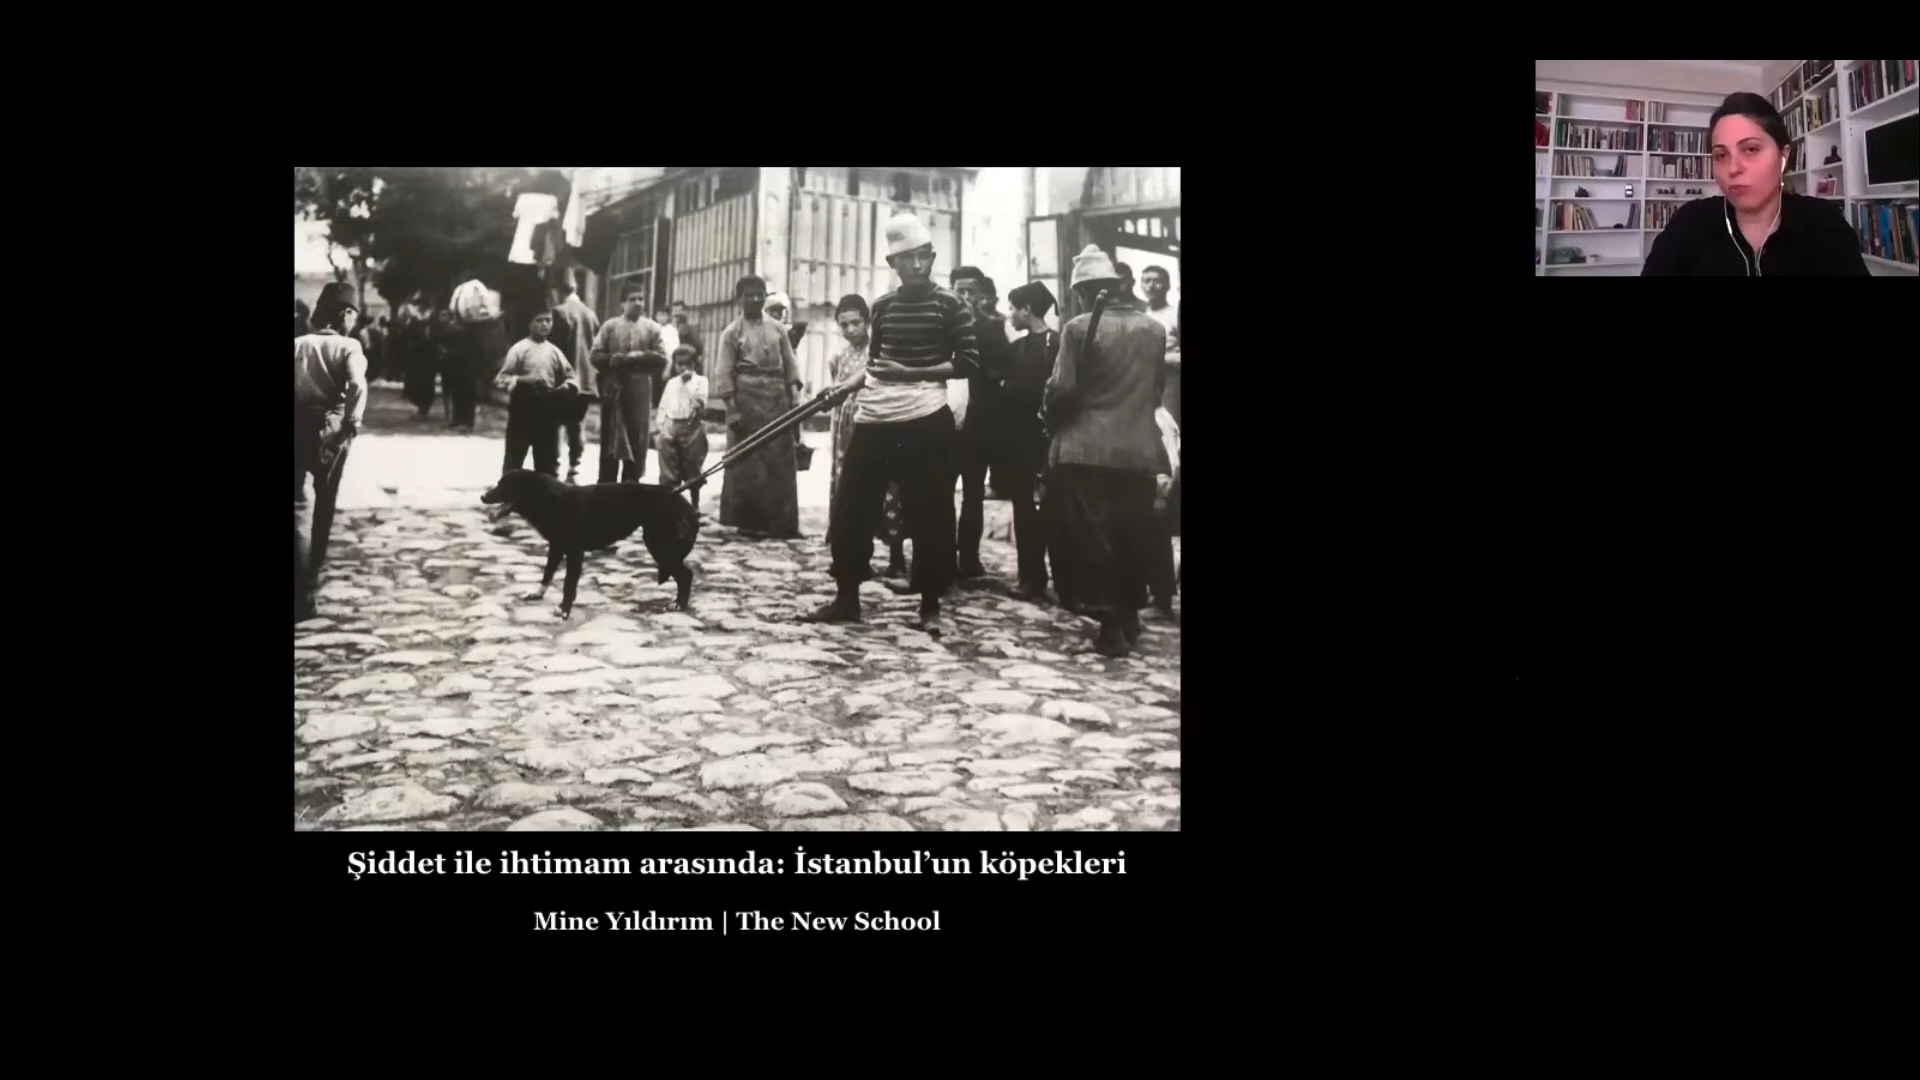 Şiddet ile ihtimam arasında: İstanbul’un köpekleri
Mine Yıldırım | The New School